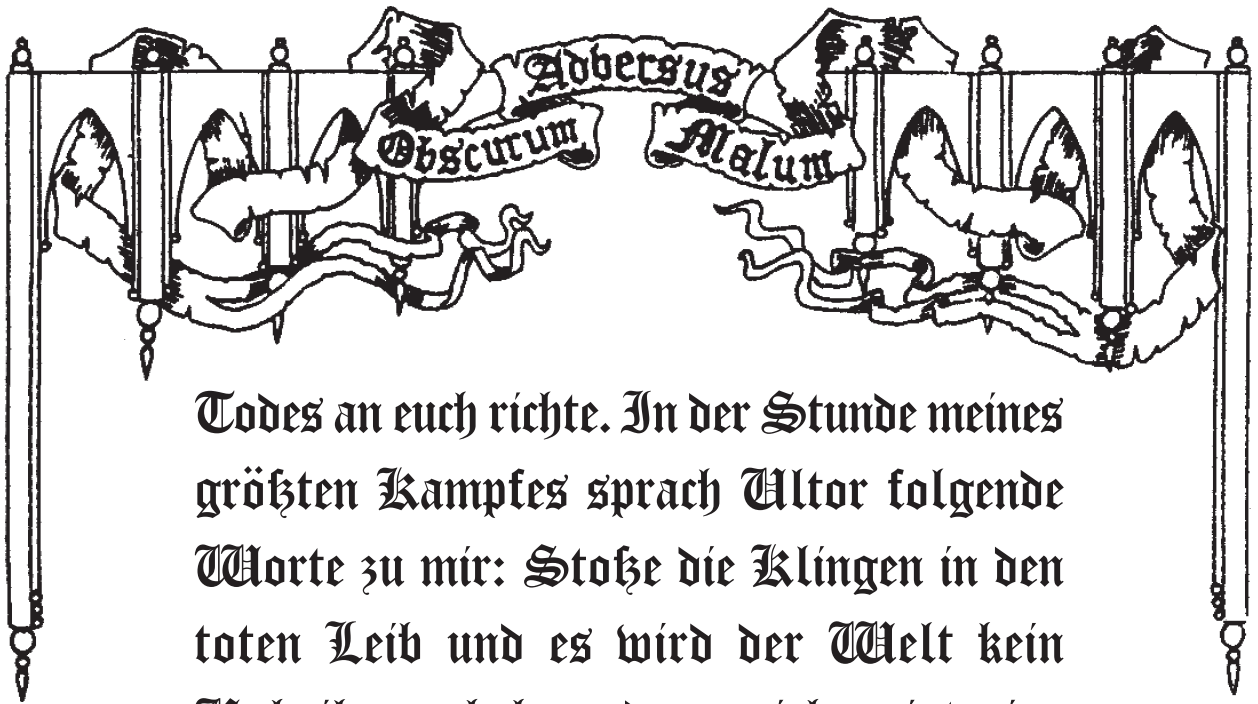 Adversus
Obscurum Malum
Todes an euch richte. In der Stunde meines
größten Kampfes sprach Ultor folgende
Worte zu mir: Stoße die Klingen in den
toten Leib und es wird der Welt kein